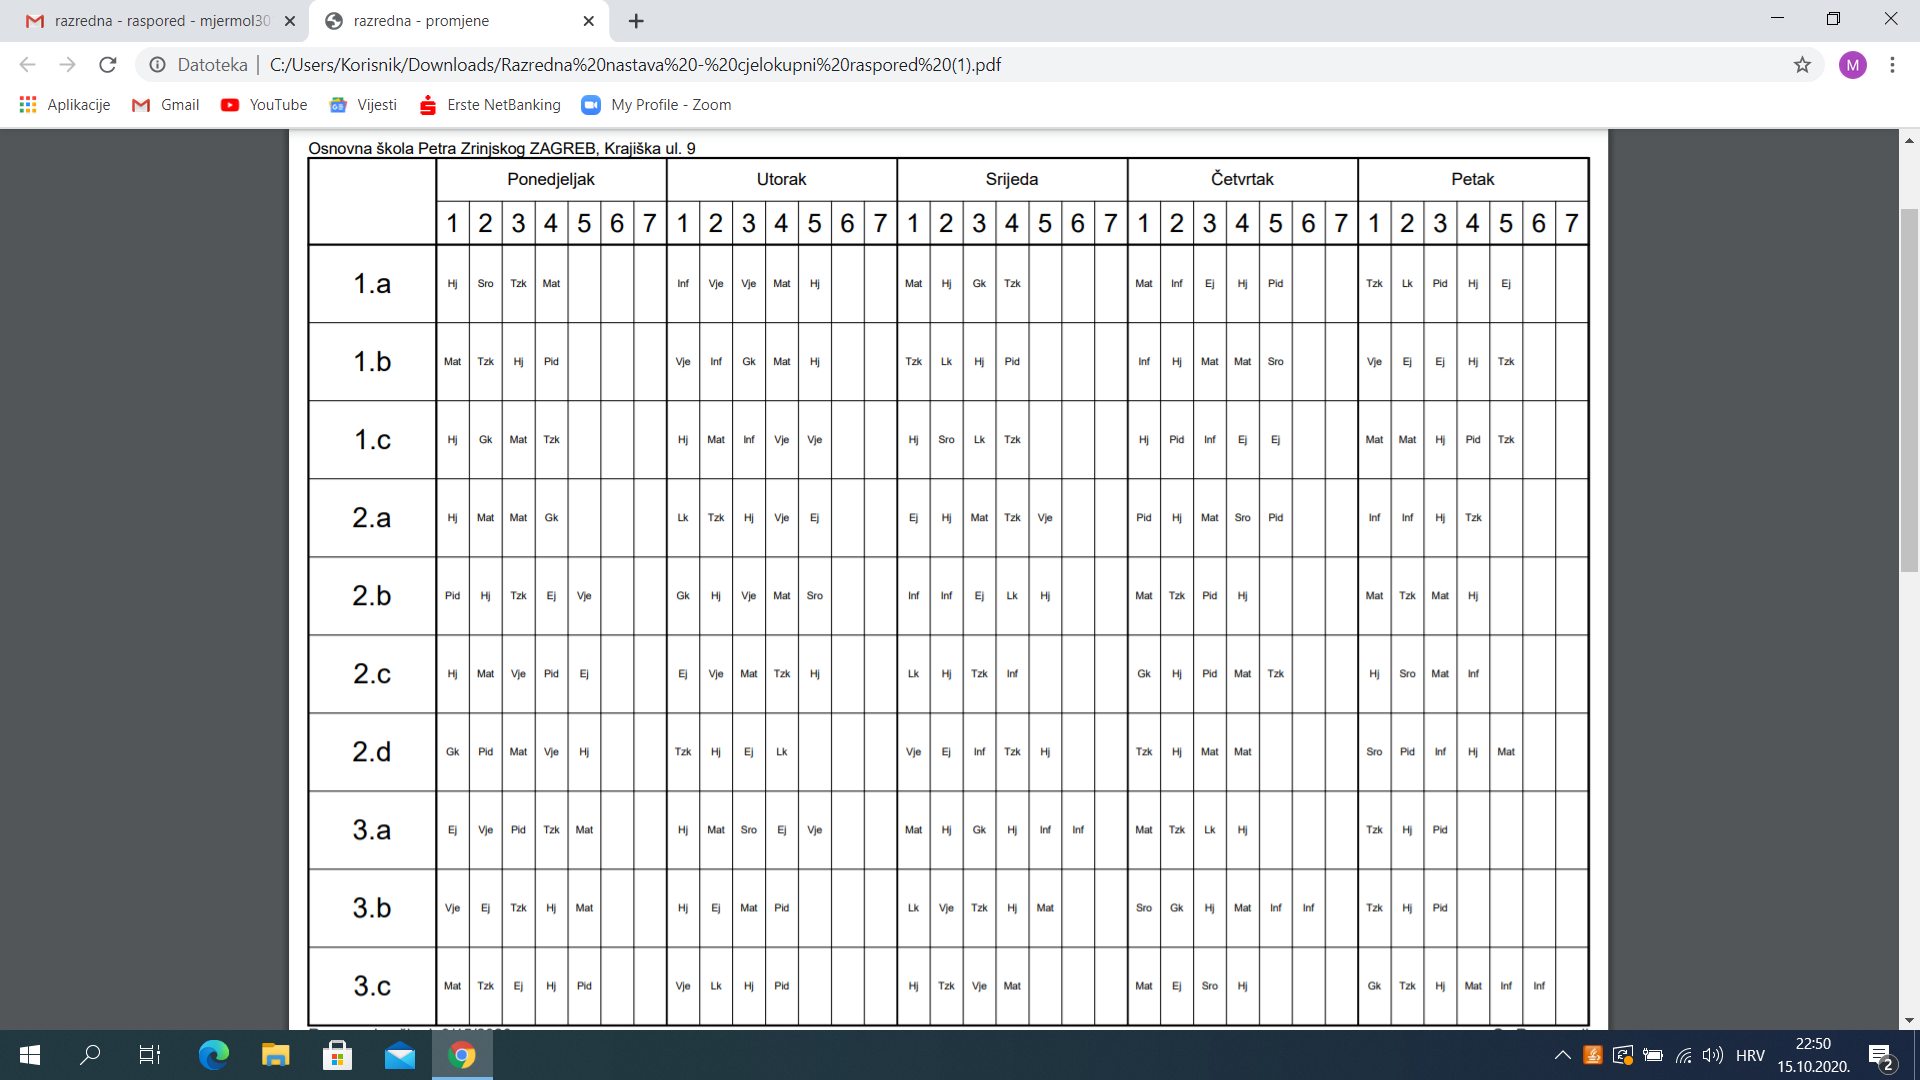 razredna - raspored - mjermol30
razredna - promjene
Datoteka | C:/Users/Korisnik/Downloads/Razredna%20nastava%20-%20cjelokupni%20raspored%20(1).pdf
M
Aplikacije Gmail YouTube Vijesti Erste NetBanking My Profile - Zoom
Osnovna škola Petra Zrinjskog ZAGREB, Krajiška ul. 9
Ponedjeljak Utorak Srijeda Četvrtak Petak
1 2 3 4 5 6 7 1 2 3 4 5 6 7 1 2 3 4 5 6 7 1 2 3 4 5 6 7 1 2 3 4 5 6 7
1.a Hj Sro Tzk Mat Inf Vje Vje Mat Hj Mat Hj Gk Tzk Mat Inf Ej Hj Pid Tzk Lk Pid Hj Ej
1.b Mat Tzk Hj Pid Vje Inf Gk Mat Hj Tzk Lk Hj Pid Inf Hj Mat Mat Sro Vje Ej Ej Hj Tzk
1.c Hj Gk Mat Tzk Hj Mat Inf Vje Vje Hj Sro Lk Tzk Hj Pid Inf Ej Ej Mat Mat Hj Pid Tzk
2.a Hj Mat Mat Gk Lk Tzk Hj Vje Ej Ej Hj Mat Tzk Vje Pid Hj Mat Sro Pid Inf Inf Hj Tzk
2.b Pid Hj Tzk Ej Vje Gk Hj Vje Mat Sro Inf Inf Ej Lk Hj Mat Tzk Pid Hj Mat Tzk Mat Hj
2.c Hj Mat Vje Pid Ej Ej Vje Mat Tzk Hj Lk Hj Tzk Inf Gk Hj Pid Mat Tzk Hj Sro Mat Inf
2.d Gk Pid Mat Vje Hj Tzk Hj Ej Lk Vje Ej Inf Tzk Hj Tzk Hj Mat Mat Sro Pid Inf Hj Mat
3.a Ej Vje Pid Tzk Mat Hj Mat Sro Ej Vje Mat Hj Gk Hj Inf Inf Mat Tzk Lk Hj Tzk Hj Pid
3.b Vje Ej Tzk Hj Mat Hj Ej Mat Pid Lk Vje Tzk Hj Mat Sro Gk Hj Mat Inf Inf Tzk Hj Pid
3.c Mat Tzk Ej Hj Pid Vje Lk Hj Pid Hj Tzk Vje Mat Mat Ej Sro Hj Gk Tzk Hj Mat Inf Inf
HRV
22:50
15.10.2020.
2